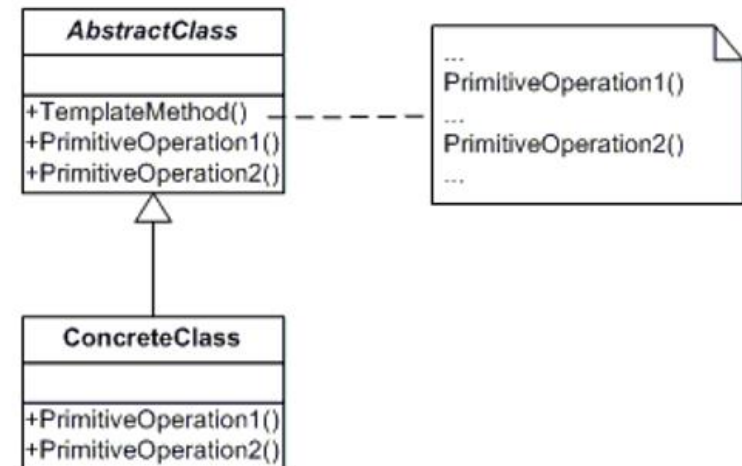 AbstractClass
+TemplateMethod()
+PrimitiveOperation1()
+PrimitiveOperation2()
...
PrimitiveOperation1()
...
PrimitiveOperation2()
...
ConcreteClass
+PrimitiveOperation1()
+PrimitiveOperation2()